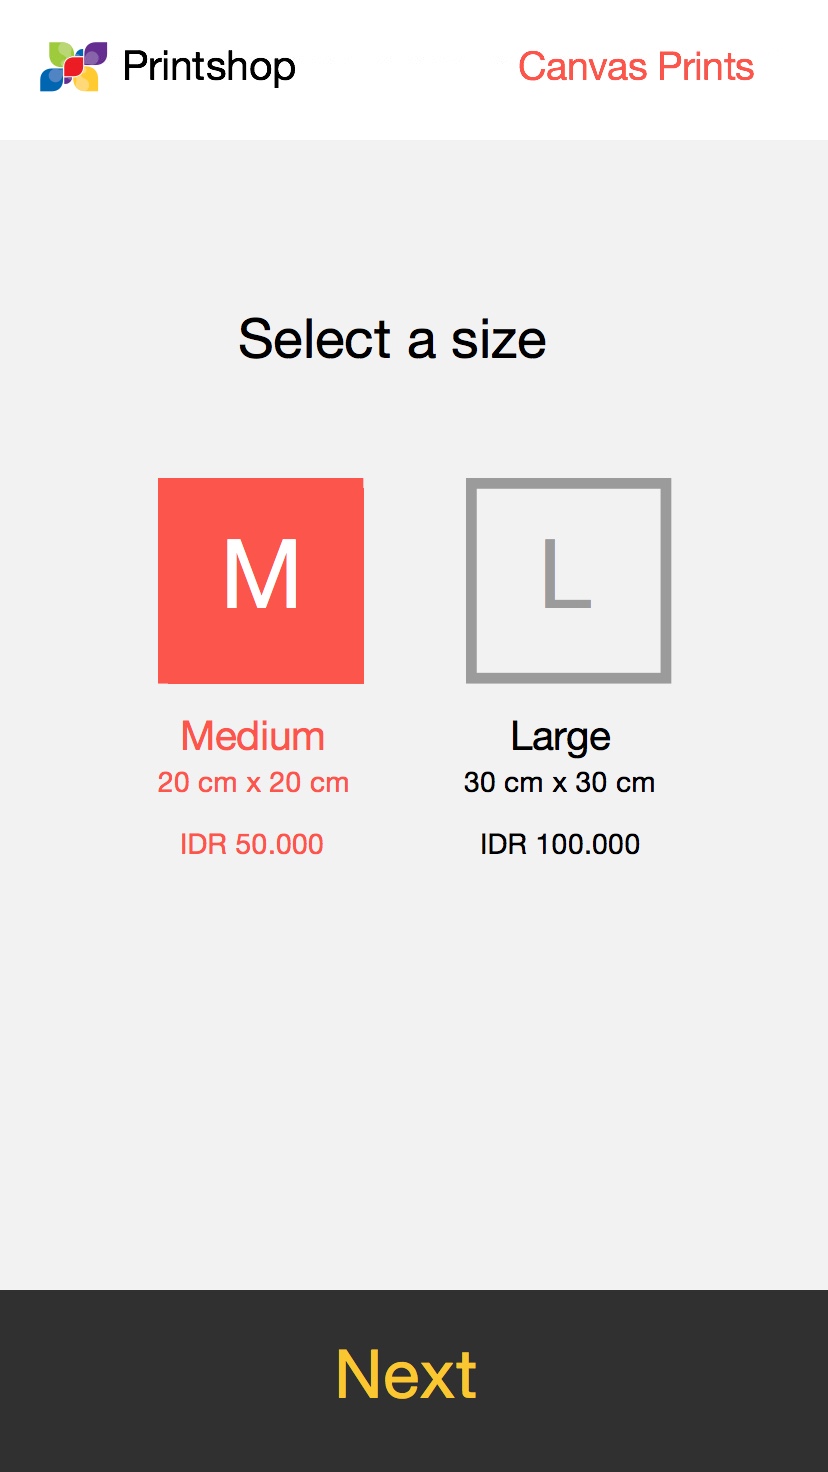 Printshop
Canvas Prints
Select a size
M
L
Medium
20 cm x 20 cm
IDR 50.000
Large
30 cm x 30 cm
IDR 100.000
Next